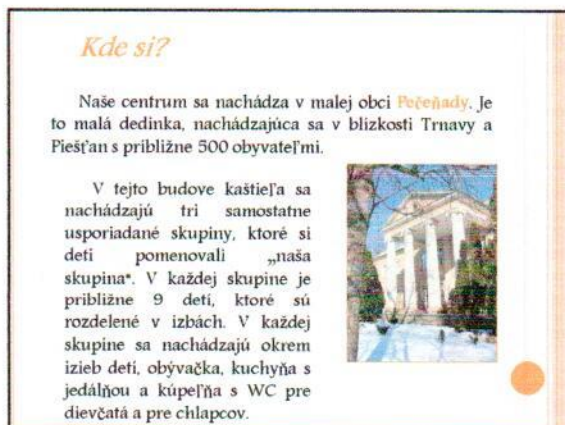 Kde si?
Naše centrum sa nachádza v malej obci Pečeňady. Je
to malá dedinka, nachádzajúca sa v blízkosti Trnavy a
Piešťan s približne 500 obyvateľmi.
V tejto budove kaštieľa sa
nachádzajú tri samostatne
usporiadané skupiny, ktoré si
deti pomenovali „naša
skupina“. V každej skupine je
približne 9 detí, ktoré sú
rozdelené v izbách. V každej
skupine sa nachádzajú okrem
izieb detí, obývačka, kuchyňa s
jedálňou a kúpeľňa s WC pre
dievčatá a pre chlapcov.